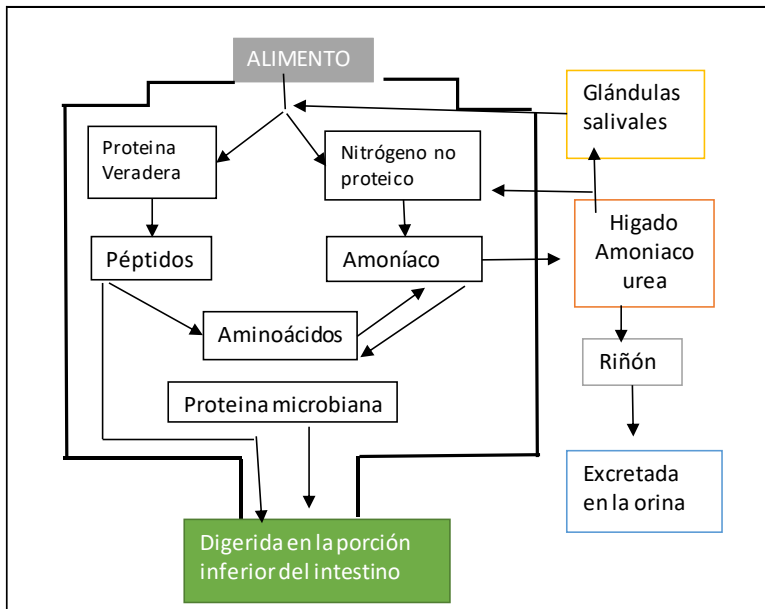 ALIMENTO
Glándulas
salivales
Proteina
Veradera
Nitrógeno no
proteico
Higado
Amoniaco
urea
Péptidos
Amoníaco
Aminoácidos
Riñón
Proteina microbiana
Excretada
en la orina
Digerida en la porción
inferior del intestino